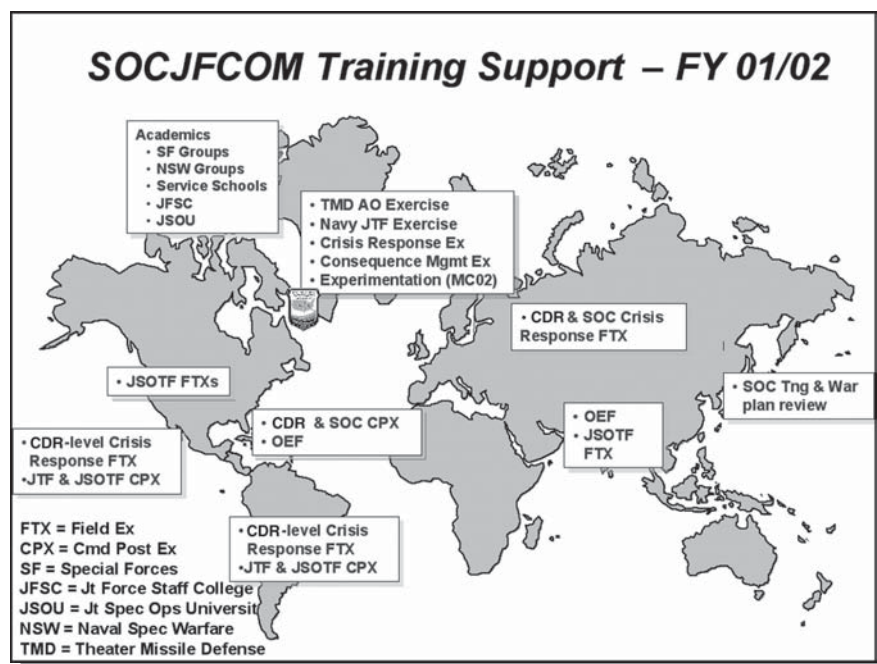 SOCJFCOM Training Support – FY 01/02
Academics
• SF Groups
• NSW Groups
• Service Schools
• JFSC
• JSOU
• TMD AO Exercise
• Navy JTF Exercise
• Crisis Response Ex
• Consequence Mgmt Ex
• Experimentation (MC02)
• CDR & SOC Crisis
Response FTX
• JSOTF FTXs
• SOC Tng & War
plan review
• CDR & SOC CPX
• OEF
• OEF
• JSOTF
FTX
• CDR-level Crisis
Response FTX
• JTF & JSOTF CPX
• CDR-level Crisis
Response FTX
• JTF & JSOTF CPX
FTX = Field Ex
CPX = Cmd Post Ex
SF = Special Forces
JFSC = Jt Force Staff College
JSOU = Jt Spec Ops Universit
NSW = Naval Spec Warfare
TMD = Theater Missile Defense